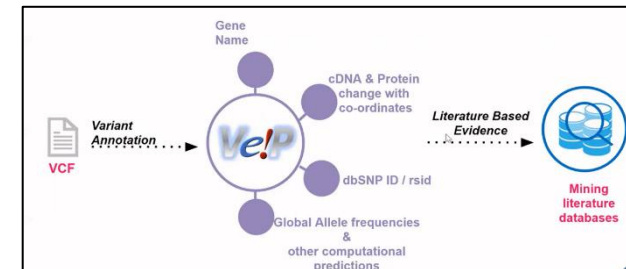 Gene
Name
cDNA & Protein
change with
co-ordinates
Variant
Annotation
Literature Based
Evidence
Ve!P
VCF
dbSNP ID / rsid
Mining
literature
databases
Global Allele frequencies
&
other computational
predictions